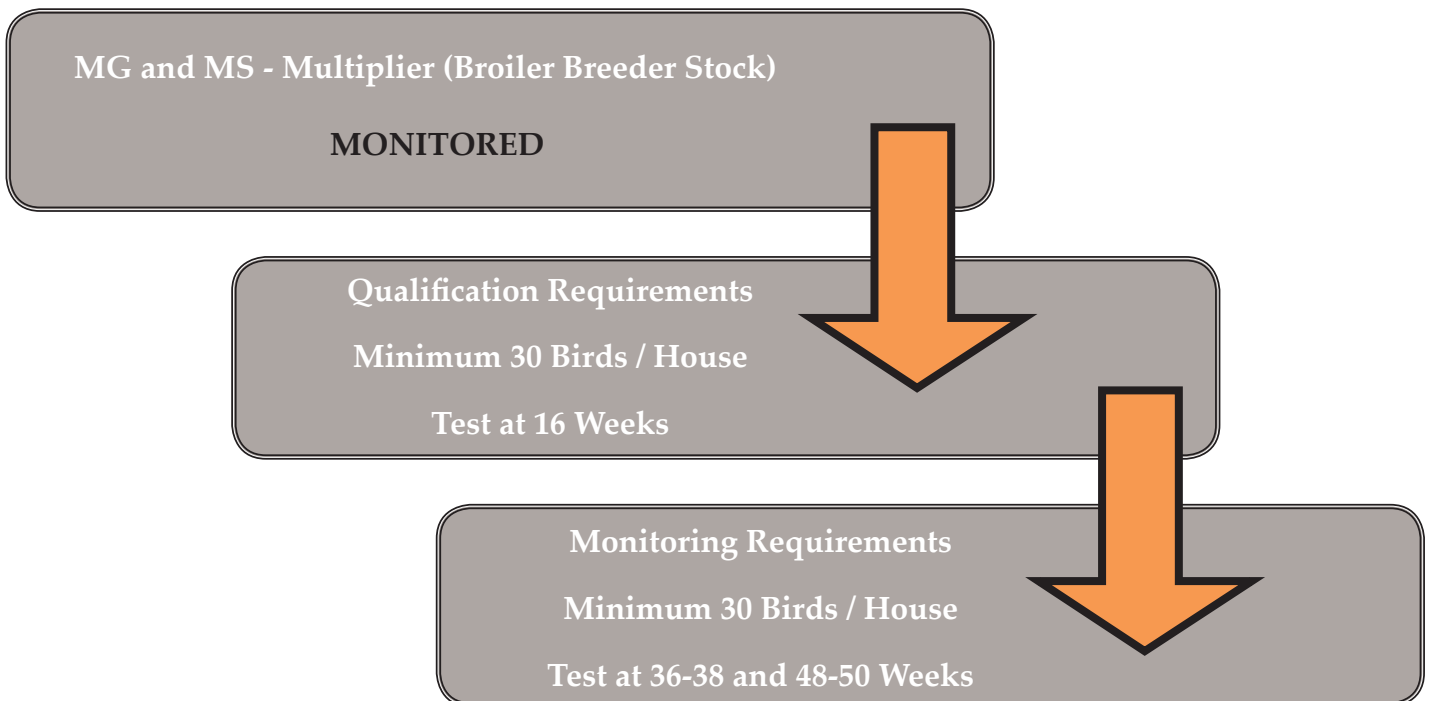 MG and MS - Multiplier (Broiler Breeder Stock)
MONITORED
Qualification Requirements
Minimum 30 Birds / House
Test at 16 Weeks
Monitoring Requirements
Minimum 30 Birds / House
Test at 36-38 and 48-50 Weeks